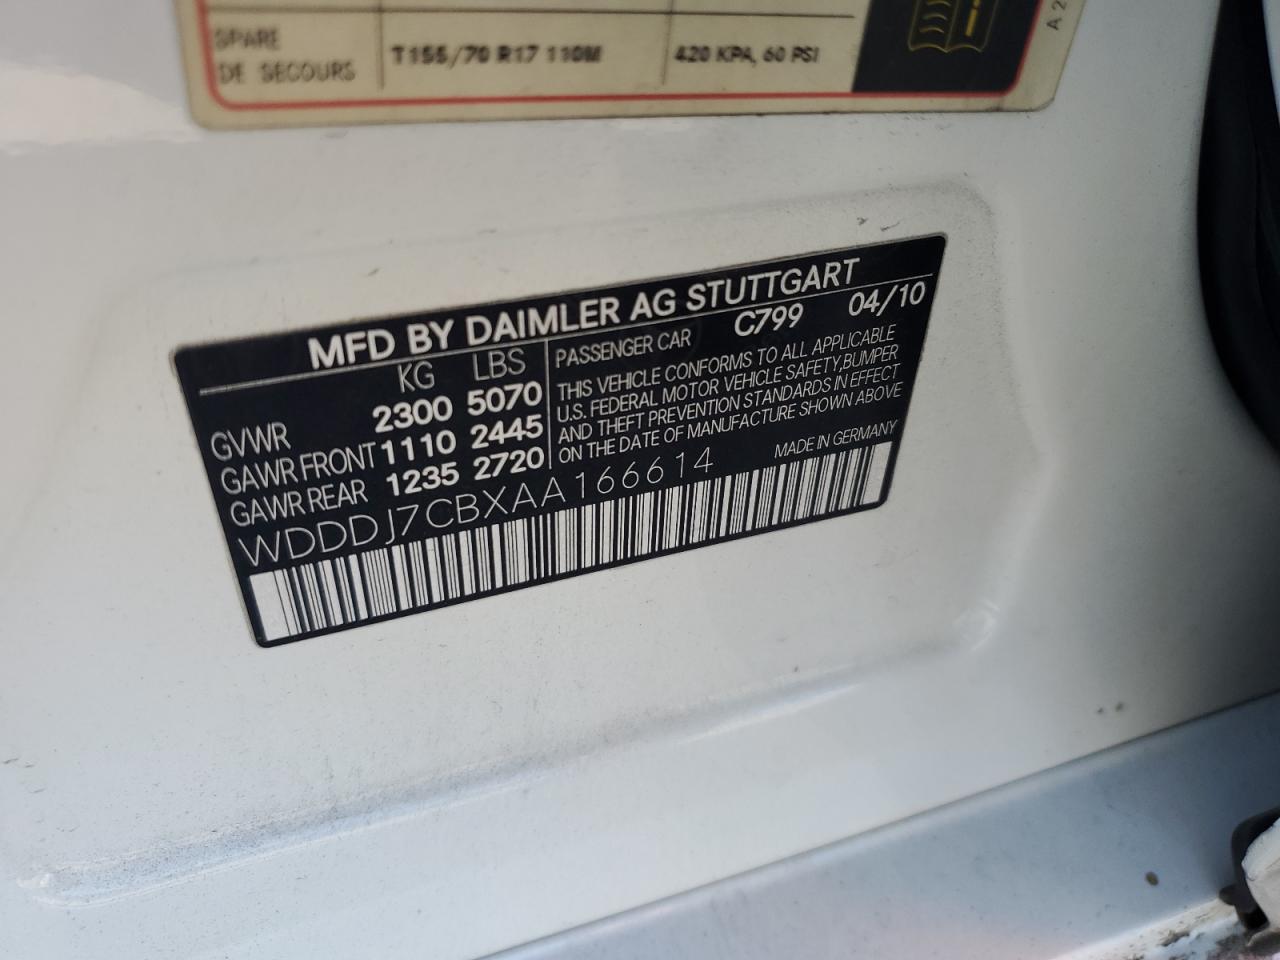 SPARE T155/70 R17 110M 420 KPA, 60 PSI
DE SECOURS
A 2
MFD BY DAIMLER AG STUTTGART
KG LBS PASSENGER CAR C799 04/10
GVWR 2300 5070
GAWR FRONT 1110 2445
GAWR REAR 1235 2720
THIS VEHICLE CONFORMS TO ALL APPLICABLE
U.S. FEDERAL MOTOR VEHICLE SAFETY,BUMPER
AND THEFT PREVENTION STANDARDS IN EFFECT
ON THE DATE OF MANUFACTURE SHOWN ABOVE
WDDDJ7CBXAA166614 MADE IN GERMANY